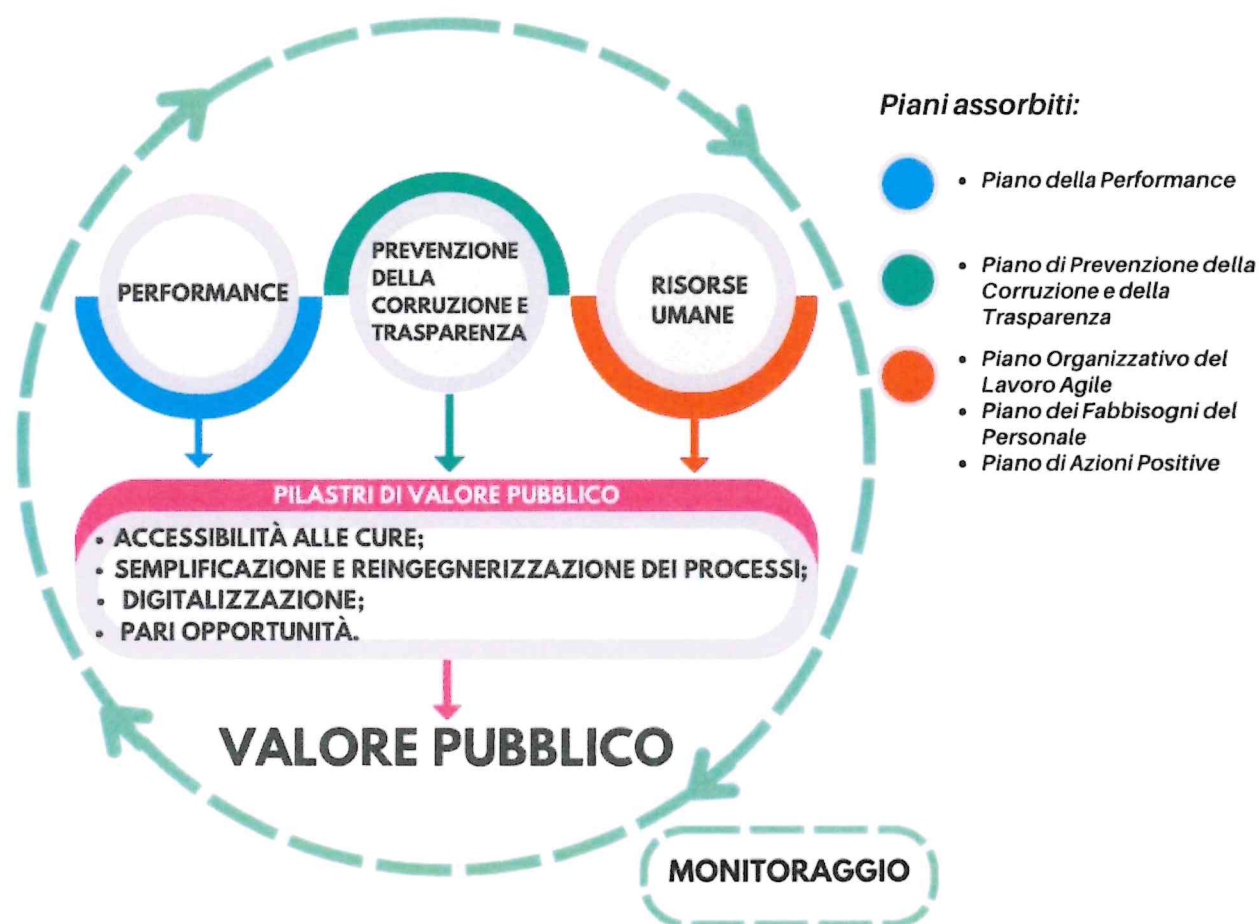 PERFORMANCE
PREVENZIONE
DELLA
CORRUZIONE E
TRASPARENZA
RISORSE
UMANE
PILASTRI DI VALORE PUBBLICO
• ACCESSIBILITÀ ALLE CURE;
• SEMPLIFICAZIONE E REINGEGNERIZZAZIONE DEI PROCESSI;
• DIGITALIZZAZIONE;
• PARI OPPORTUNITÀ.
VALORE PUBBLICO
MONITORAGGIO
Piani assorbiti:
• Piano della Performance
• Piano di Prevenzione della
Corruzione e della
Trasparenza
• Piano Organizzativo del
Lavoro Agile
• Piano dei Fabbisogni del
Personale
• Piano di Azioni Positive